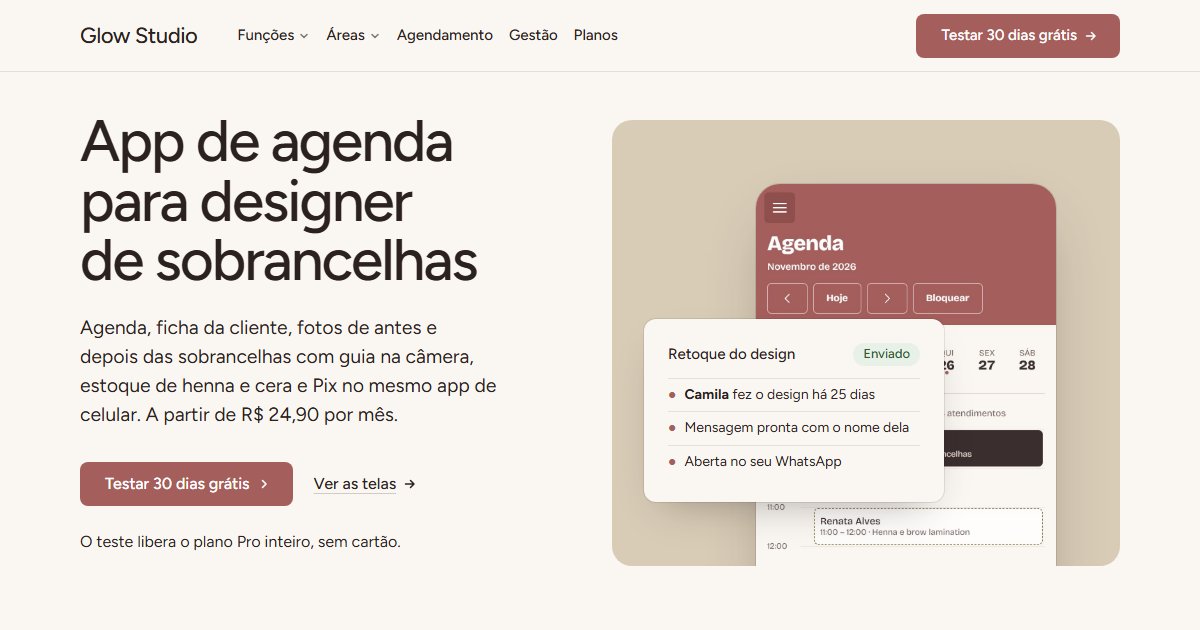 Glow Studio
Funções
Áreas
Agendamento
Gestão
Planos
Testar 30 dias grátis →
App de agenda
para designer
de sobrancelhas
Agenda, ficha da cliente, fotos de antes e
depois das sobrancelhas com guia na câmera,
estoque de henna e cera e Pix no mesmo app de
celular. A partir de R$ 24,90 por mês.
Testar 30 dias grátis
Ver as telas →
O teste libera o plano Pro inteiro, sem cartão.
Agenda
Novembro de 2026
Hoje
Bloquear
Retoque do design
Enviado
Camila fez o design há 25 dias
Mensagem pronta com o nome dela
Aberta no seu WhatsApp
SEX
SÁB
27
28
atendimentos
11:00
Renata Alves
11:00 – 12:00 · Henna e brow lamination
12:00